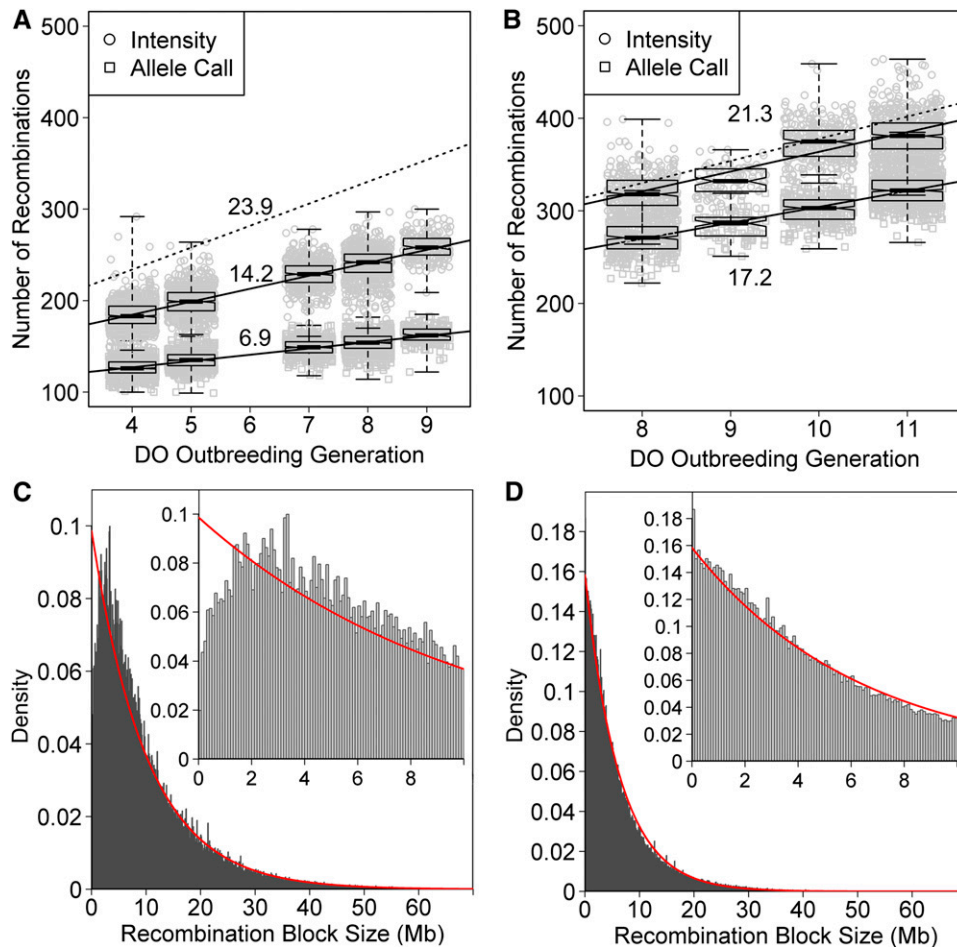 A
Number of Recombinations
500
400
300
200
100
Intensity
Allele Call
23.9
14.2
6.9
4 5 6 7 8 9
DO Outbreeding Generation
B
Number of Recombinations
500
400
300
200
100
Intensity
Allele Call
21.3
17.2
8 9 10 11
DO Outbreeding Generation
C
Density
0.1
0.08
0.06
0.04
0.02
0
0.1
0.08
0.06
0.04
0.02
0
0 2 4 6 8
0 10 20 30 40 50 60
Recombination Block Size (Mb)
D
Density
0.18
0.16
0.14
0.12
0.1
0.08
0.06
0.04
0.02
0
0.18
0.16
0.14
0.12
0.1
0.08
0.06
0.04
0.02
0
0 2 4 6 8
0 10 20 30 40 50 60
Recombination Block Size (Mb)